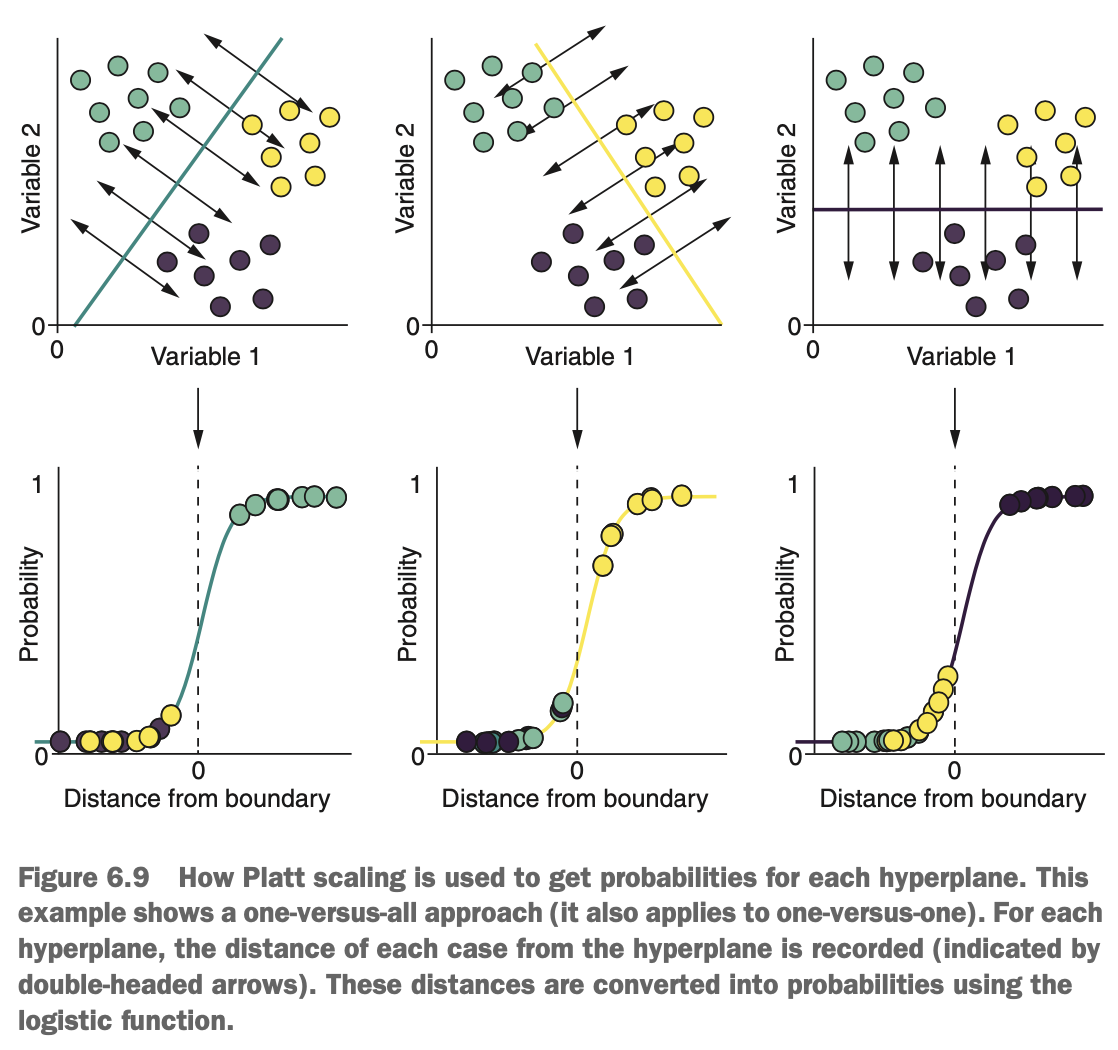 Variable 2
0
0
Variable 1
Variable 2
0
0
Variable 1
Variable 2
0
0
Variable 1
1
Probability
0
0
Distance from boundary
1
Probability
0
0
Distance from boundary
1
Probability
0
0
Distance from boundary
Figure 6.9 How Platt scaling is used to get probabilities for each hyperplane. This
example shows a one-versus-all approach (it also applies to one-versus-one). For each
hyperplane, the distance of each case from the hyperplane is recorded (indicated by
double-headed arrows). These distances are converted into probabilities using the
logistic function.